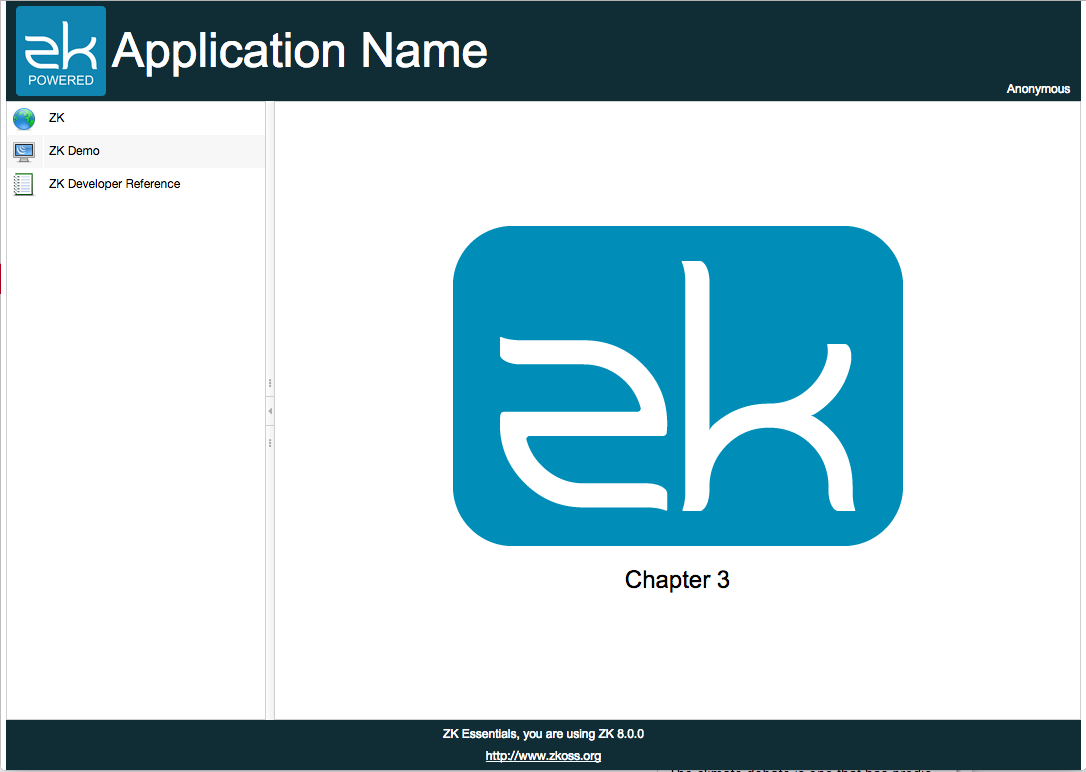 zk
POWERED
Application Name
Anonymous
ZK
ZK Demo
ZK Developer Reference
zk
Chapter 3
ZK Essentials, you are using ZK 8.0.0
http://www.zkoss.org